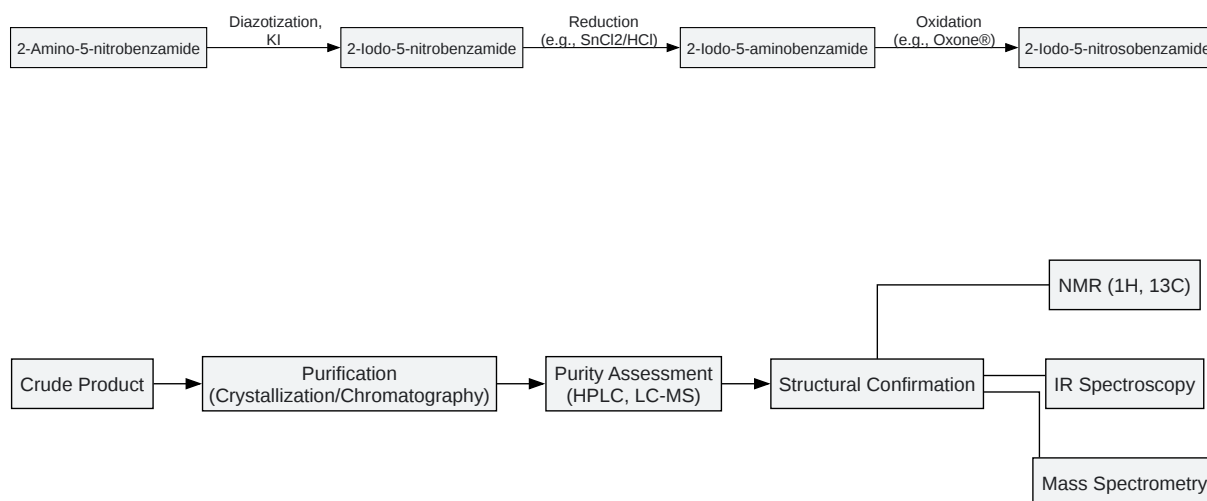 2-Amino-5-nitrobenzamide
Diazotization,
KI
2-Iodo-5-nitrobenzamide
Reduction
(e.g., SnCl2/HCl)
2-Iodo-5-aminobenzamide
Oxidation
(e.g., Oxone®)
2-Iodo-5-nitrosobenzamide
Crude Product
Purification
(Crystallization/Chromatography)
Purity Assessment
(HPLC, LC-MS)
Structural Confirmation
NMR (1H, 13C)
IR Spectroscopy
Mass Spectrometry